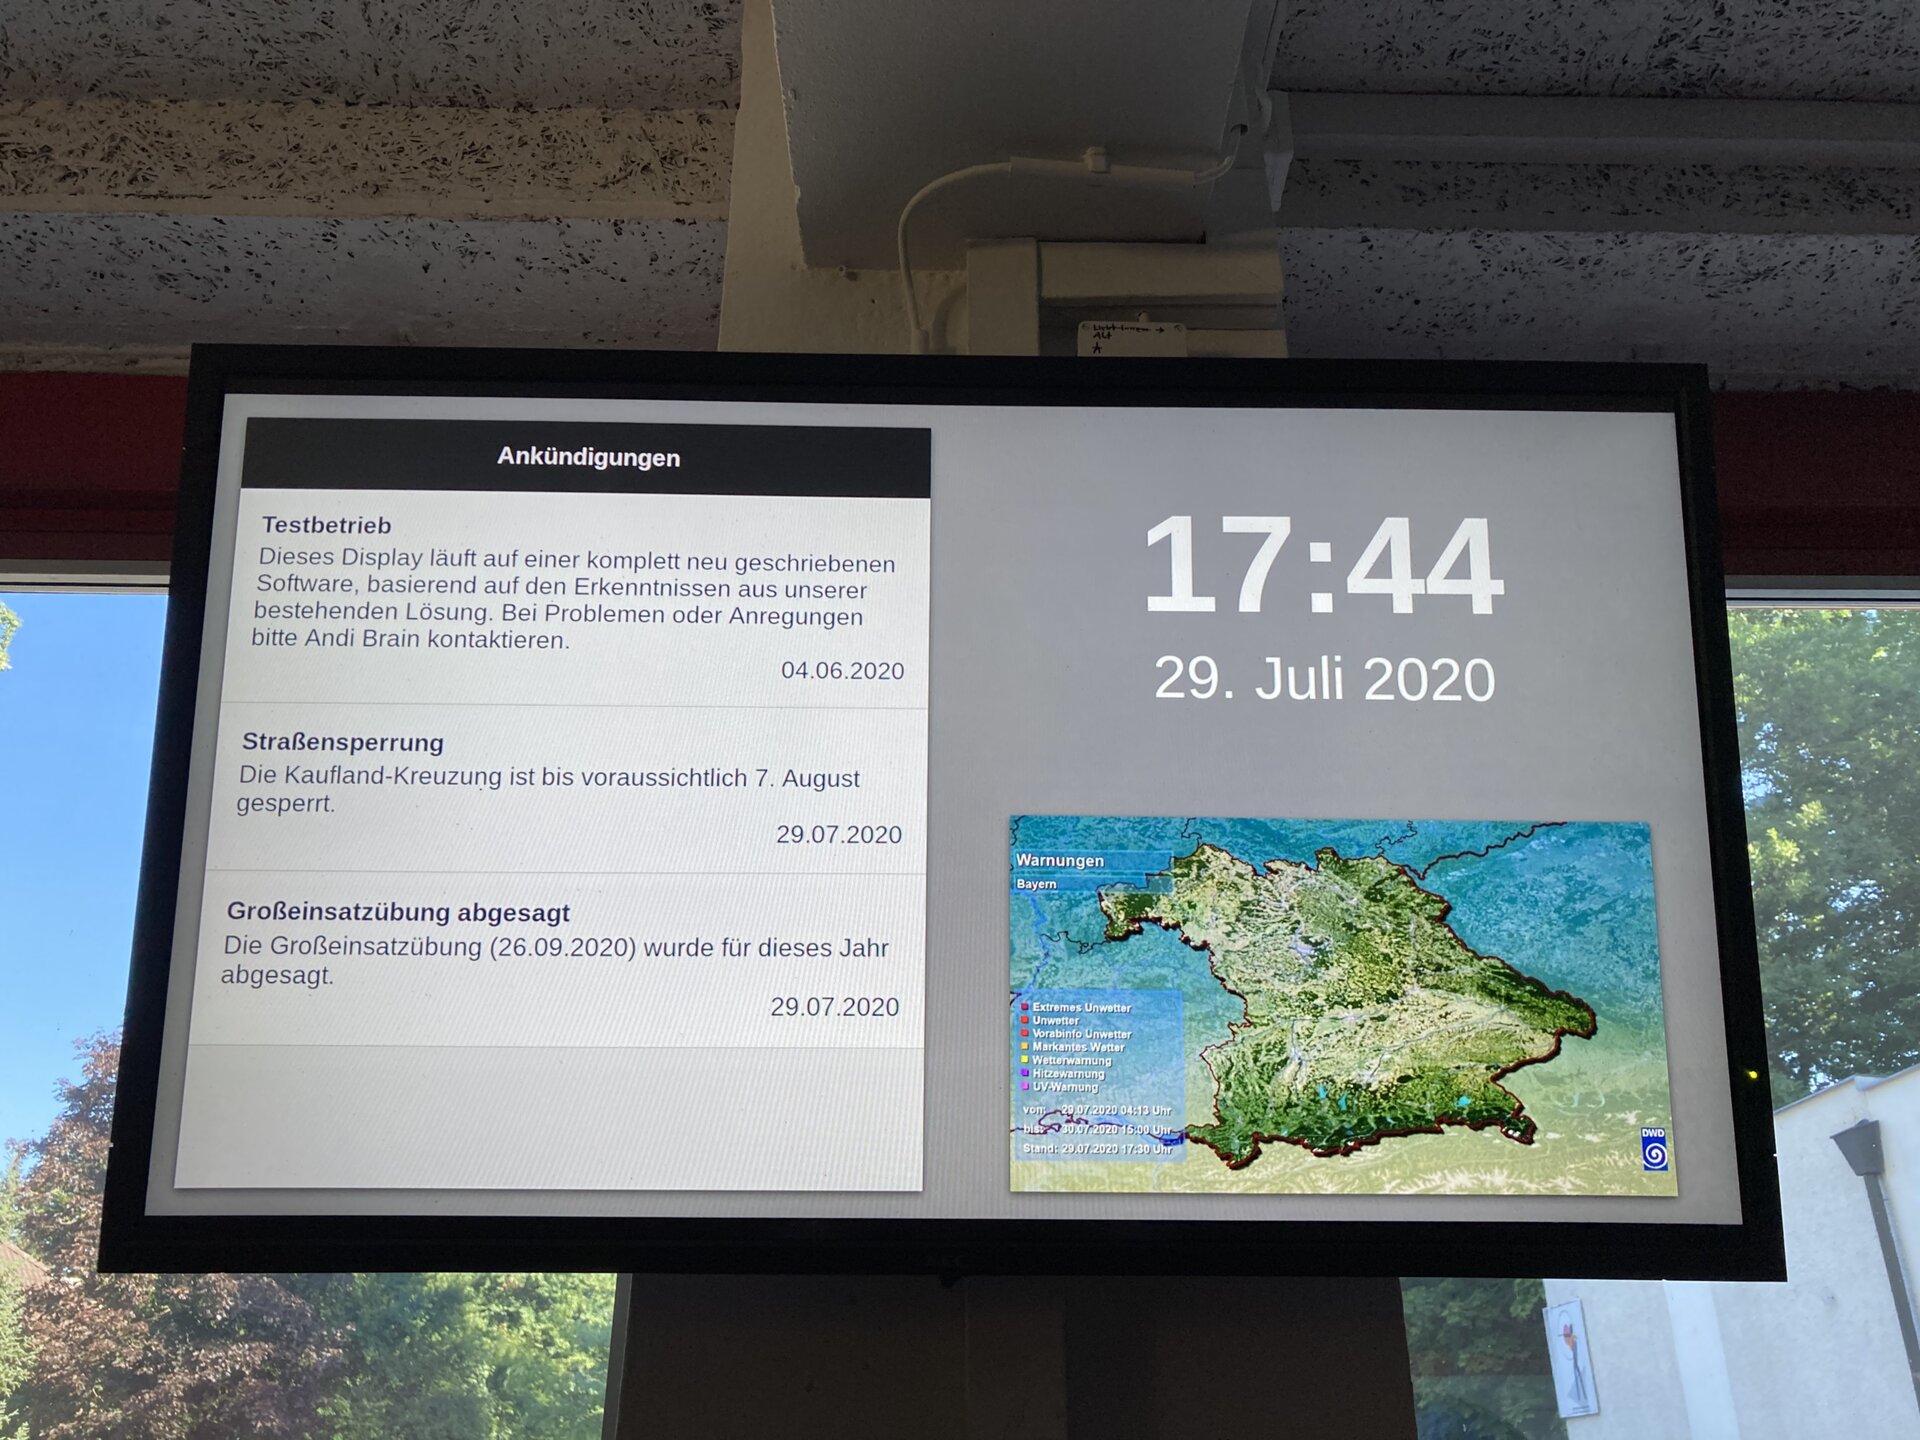 Licht innen →
Alt
A
Ankündigungen
Testbetrieb
Dieses Display läuft auf einer komplett neu geschriebenen
Software, basierend auf den Erkenntnissen aus unserer
bestehenden Lösung. Bei Problemen oder Anregungen
bitte Andi Brain kontaktieren.
04.06.2020
Straßensperrung
Die Kaufland-Kreuzung ist bis voraussichtlich 7. August
gesperrt.
29.07.2020
Großeinsatzübung abgesagt
Die Großeinsatzübung (26.09.2020) wurde für dieses Jahr
abgesagt.
29.07.2020
17:44
29. Juli 2020
Warnungen
Bayern
Extremes Unwetter
Unwetter
Vorabinfo Unwetter
Markantes Wetter
Wetterwarnung
Hitzewarnung
UV-Warnung
von: 29.07.2020 04:13 Uhr
bis: 30.07.2020 15:00 Uhr
Stand: 29.07.2020 17:30 Uhr
DWD